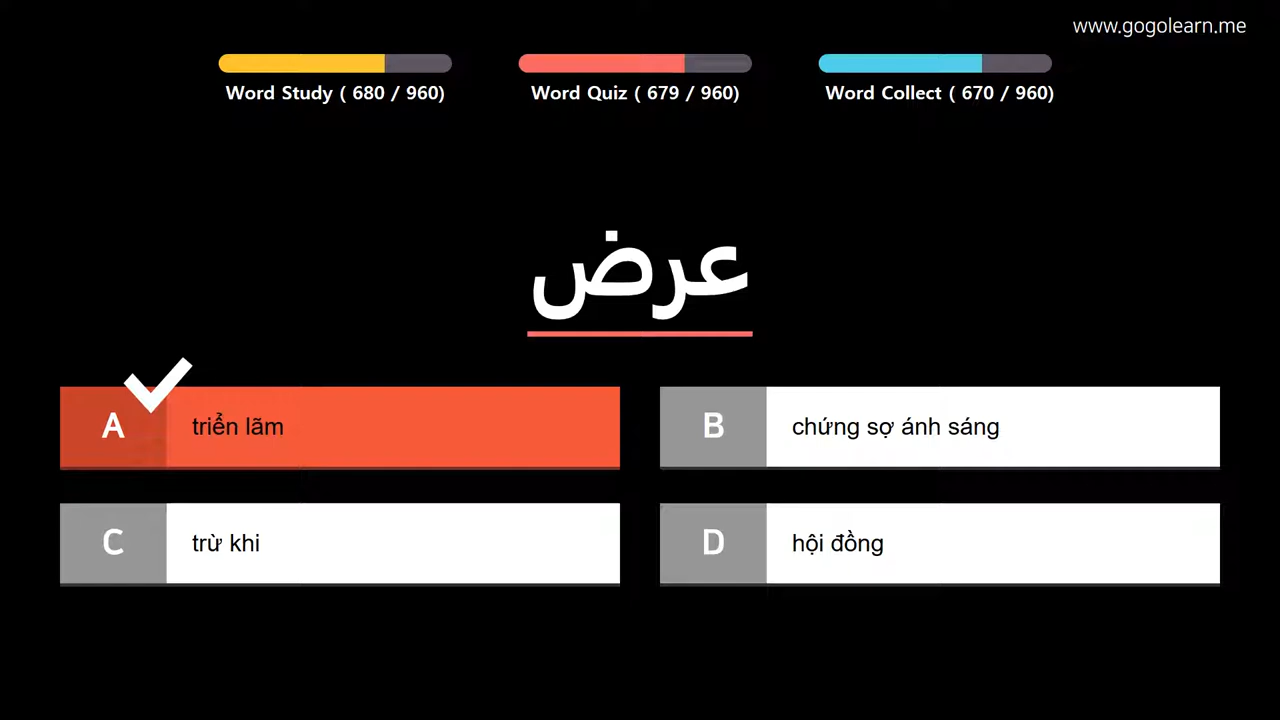 www.gogolearn.me
Word Study ( 680 / 960)
Word Quiz ( 679 / 960)
Word Collect ( 670 / 960)
عرض
A
triển lãm
B
chứng sợ ánh sáng
C
trừ khi
D
hội đồng